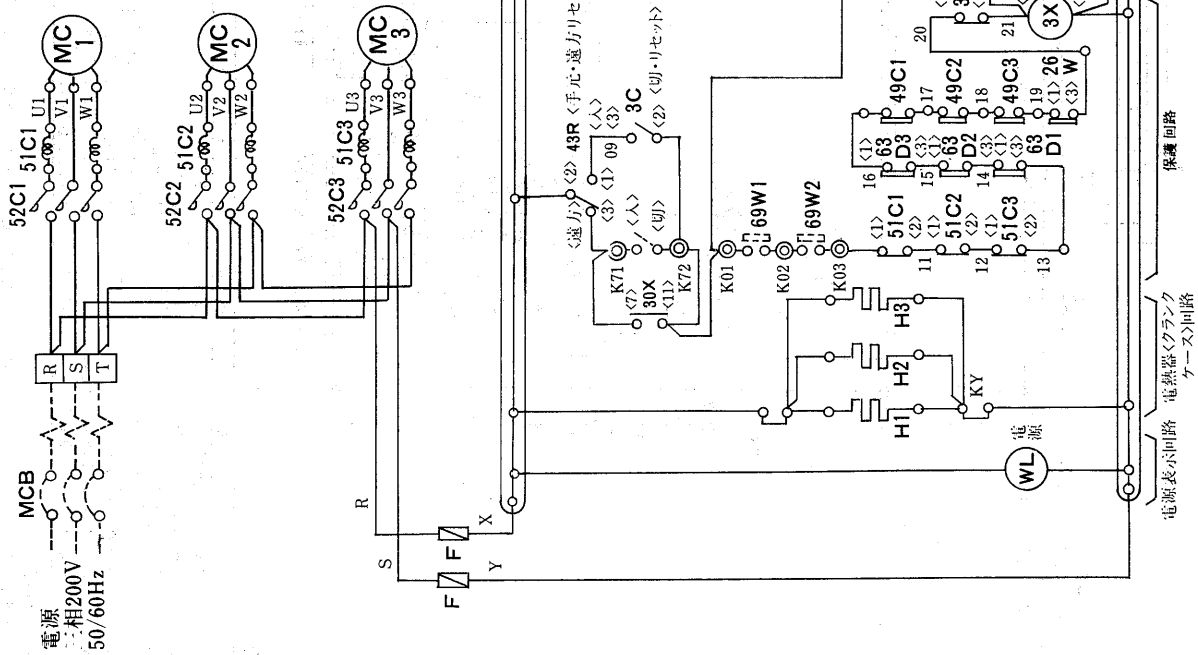 MC
1
MC
2
MC
3
U1
V1
W1
U2
V2
W2
U3
V3
W3
51C1
51C2
51C3
52C1
52C2
52C3
R
S
T
MCB
電源
三相200V
50/60Hz
R
S
F
F
X
Y
43R〈手元・遠方リセ
〈2〉
〈遠方〉
〈3〉
〈1〉
09
〈入〉
〈3〉
3C
〈2〉
〈切・リセット〉
〈入〉
〈切〉
K71
K72
〈7〉
30X
〈11〉
K01
69W1
K02
69W2
K03
〈1〉
51C1
〈2〉
11
〈1〉
51C2
〈2〉
12
〈1〉
51C3
〈2〉
13
〈1〉
63
D1
〈3〉
14
〈1〉
63
D2
〈3〉
15
〈1〉
63
D3
〈3〉
16
49C1
17
49C2
18
49C3
19
〈1〉
26
W
〈3〉
20
21
3X
H1
H2
H3
KY
電源
WL
保護回路
電熱器〈クランク
ケース〉回路
電源表示回路